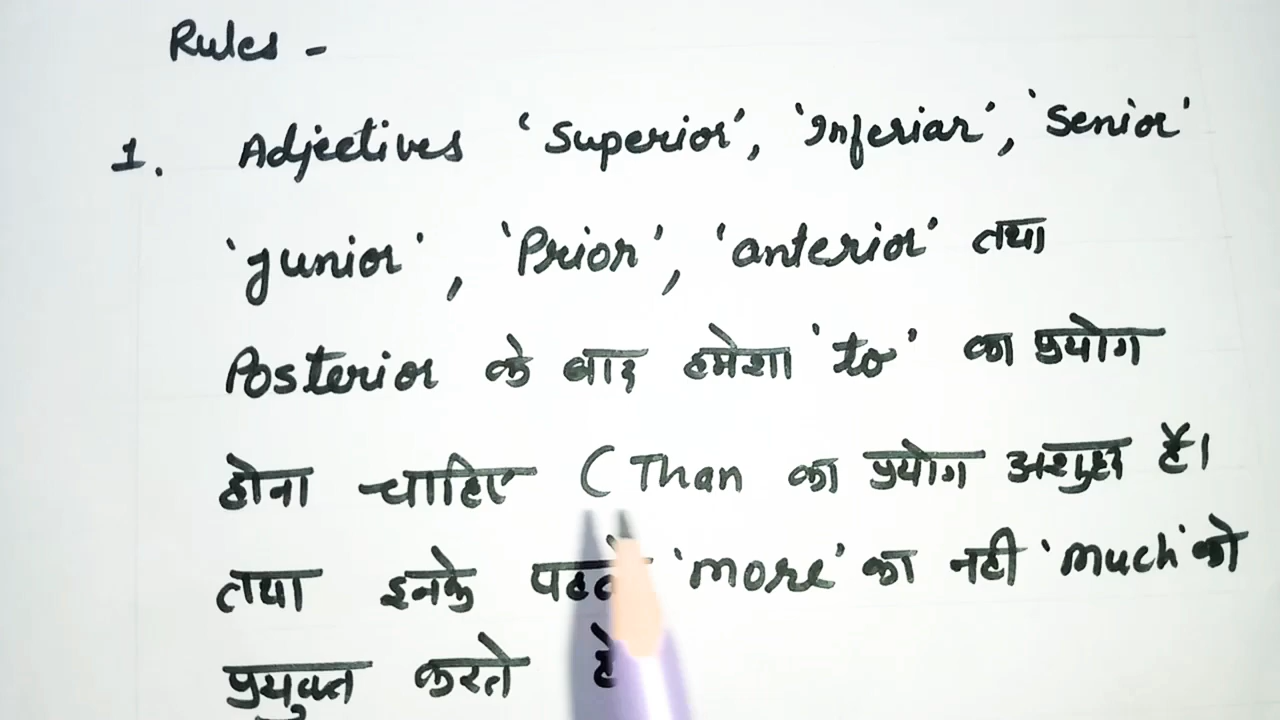 Rules -
1. Adjectives 'Superior', 'Inferiar', 'Senior'
'junior', 'Prior', 'anterior' तथा
Posterior के बाद हमेशा 'to' का प्रयोग
होना चाहिए (Than का प्रयोग अशुद्ध है।
तथा इनके 'more' का नही 'much' को
प्रयुक्त करते है